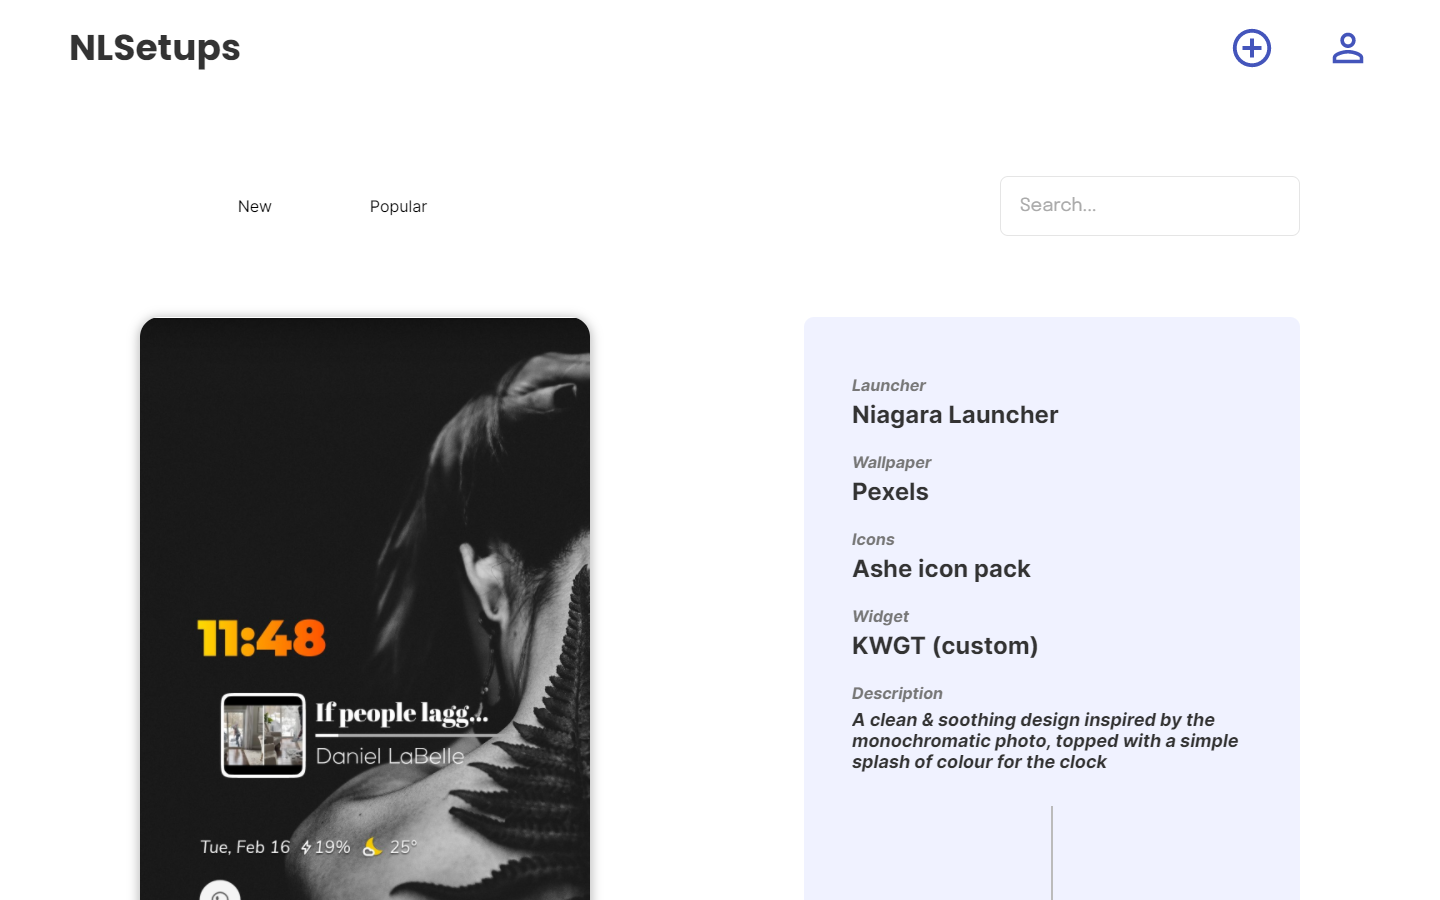 NLSetups
New
Popular
Search...
11:48
If people lagg...
Daniel LaBelle
Tue, Feb 16 19% 25°
Launcher
Niagara Launcher
Wallpaper
Pexels
Icons
Ashe icon pack
Widget
KWGT (custom)
Description
A clean & soothing design inspired by the
monochromatic photo, topped with a simple
splash of colour for the clock